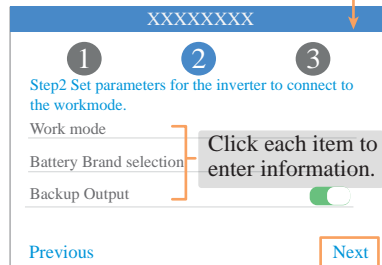 XXXXXXXX
1 2 3
Step2 Set parameters for the inverter to connect to
the workmode.
Work mode
Battery Brand selection
Backup Output
Click each item to
enter information.
Previous Next